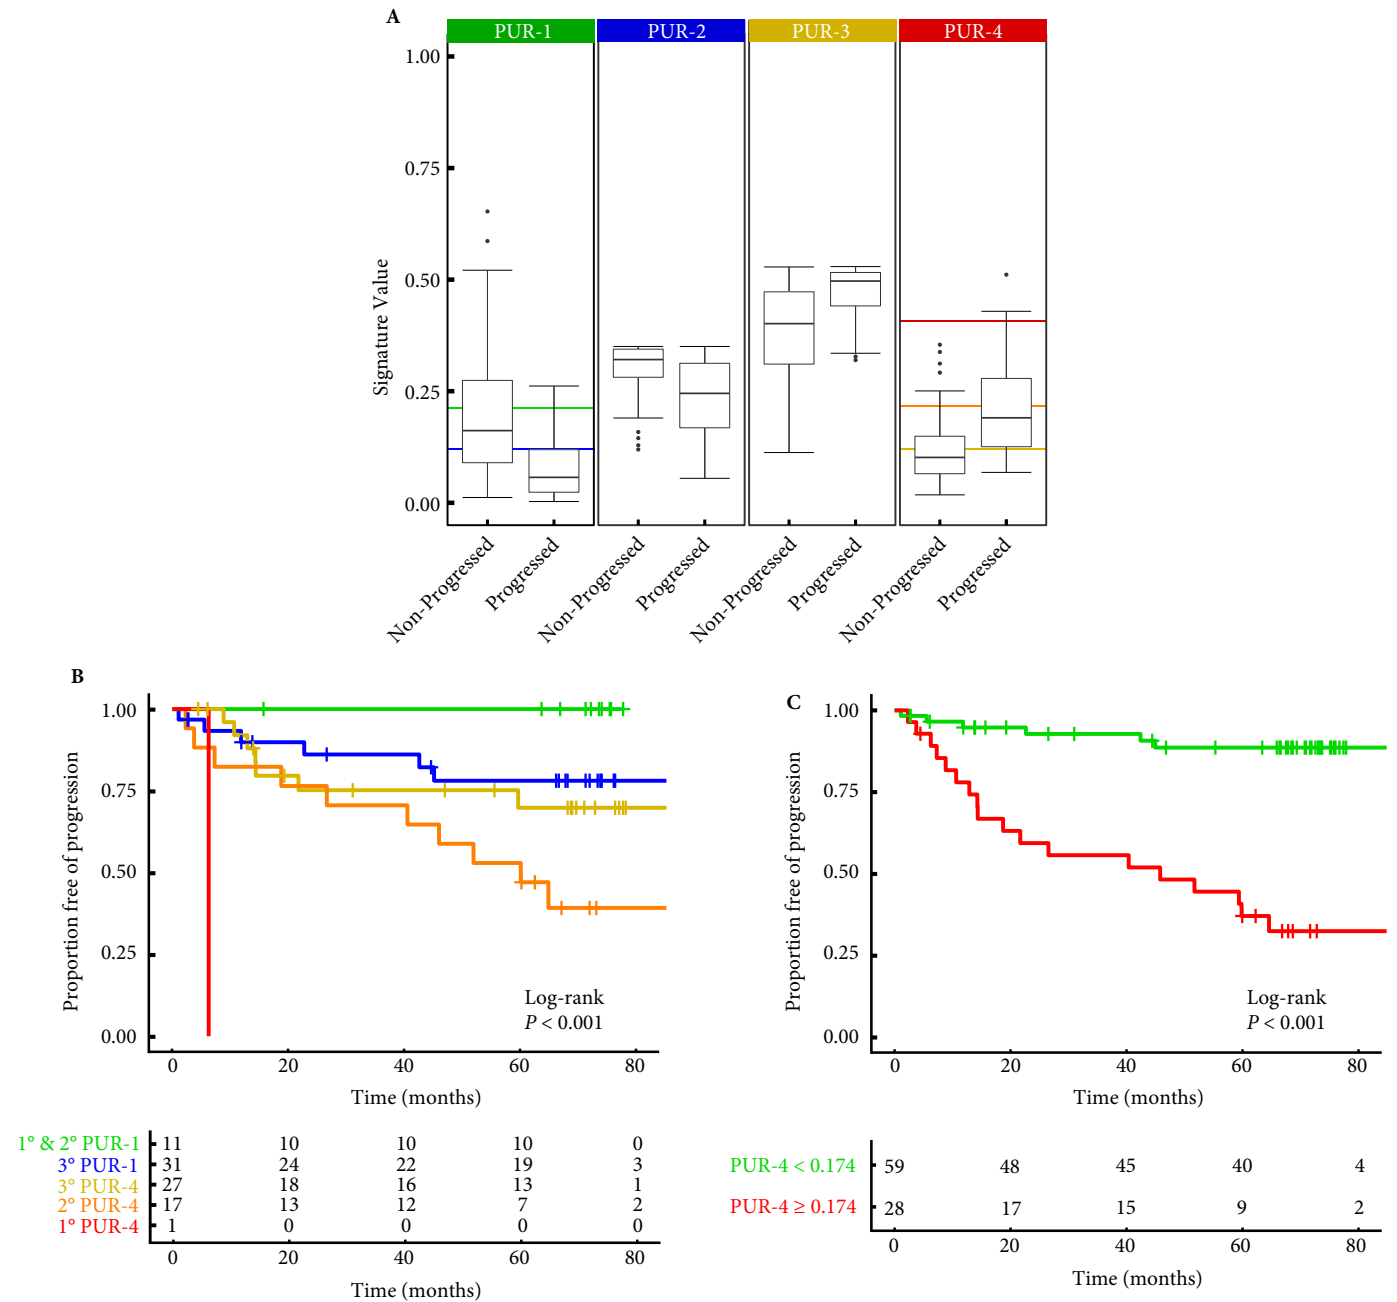 A
PUR-1 PUR-2 PUR-3 PUR-4
1.00
0.75
0.50
0.25
0.00
Signature Value
Non-Progressed Progressed Non-Progressed Progressed Non-Progressed Progressed Non-Progressed Progressed
B
1.00
0.75
0.50
0.25
0.00
Proportion free of progression
Log-rank
P < 0.001
0 20 40 60 80
Time (months)
1° & 2° PUR-1 11 10 10 10 0
3° PUR-1 31 24 22 19 3
3° PUR-4 27 18 16 13 1
2° PUR-4 17 13 12 7 2
1° PUR-4 1 0 0 0 0
0 20 40 60 80
Time (months)
C
1.00
0.75
0.50
0.25
0.00
Proportion free of progression
Log-rank
P < 0.001
0 20 40 60 80
Time (months)
PUR-4 < 0.174 59 48 45 40 4
PUR-4 ≥ 0.174 28 17 15 9 2
0 20 40 60 80
Time (months)